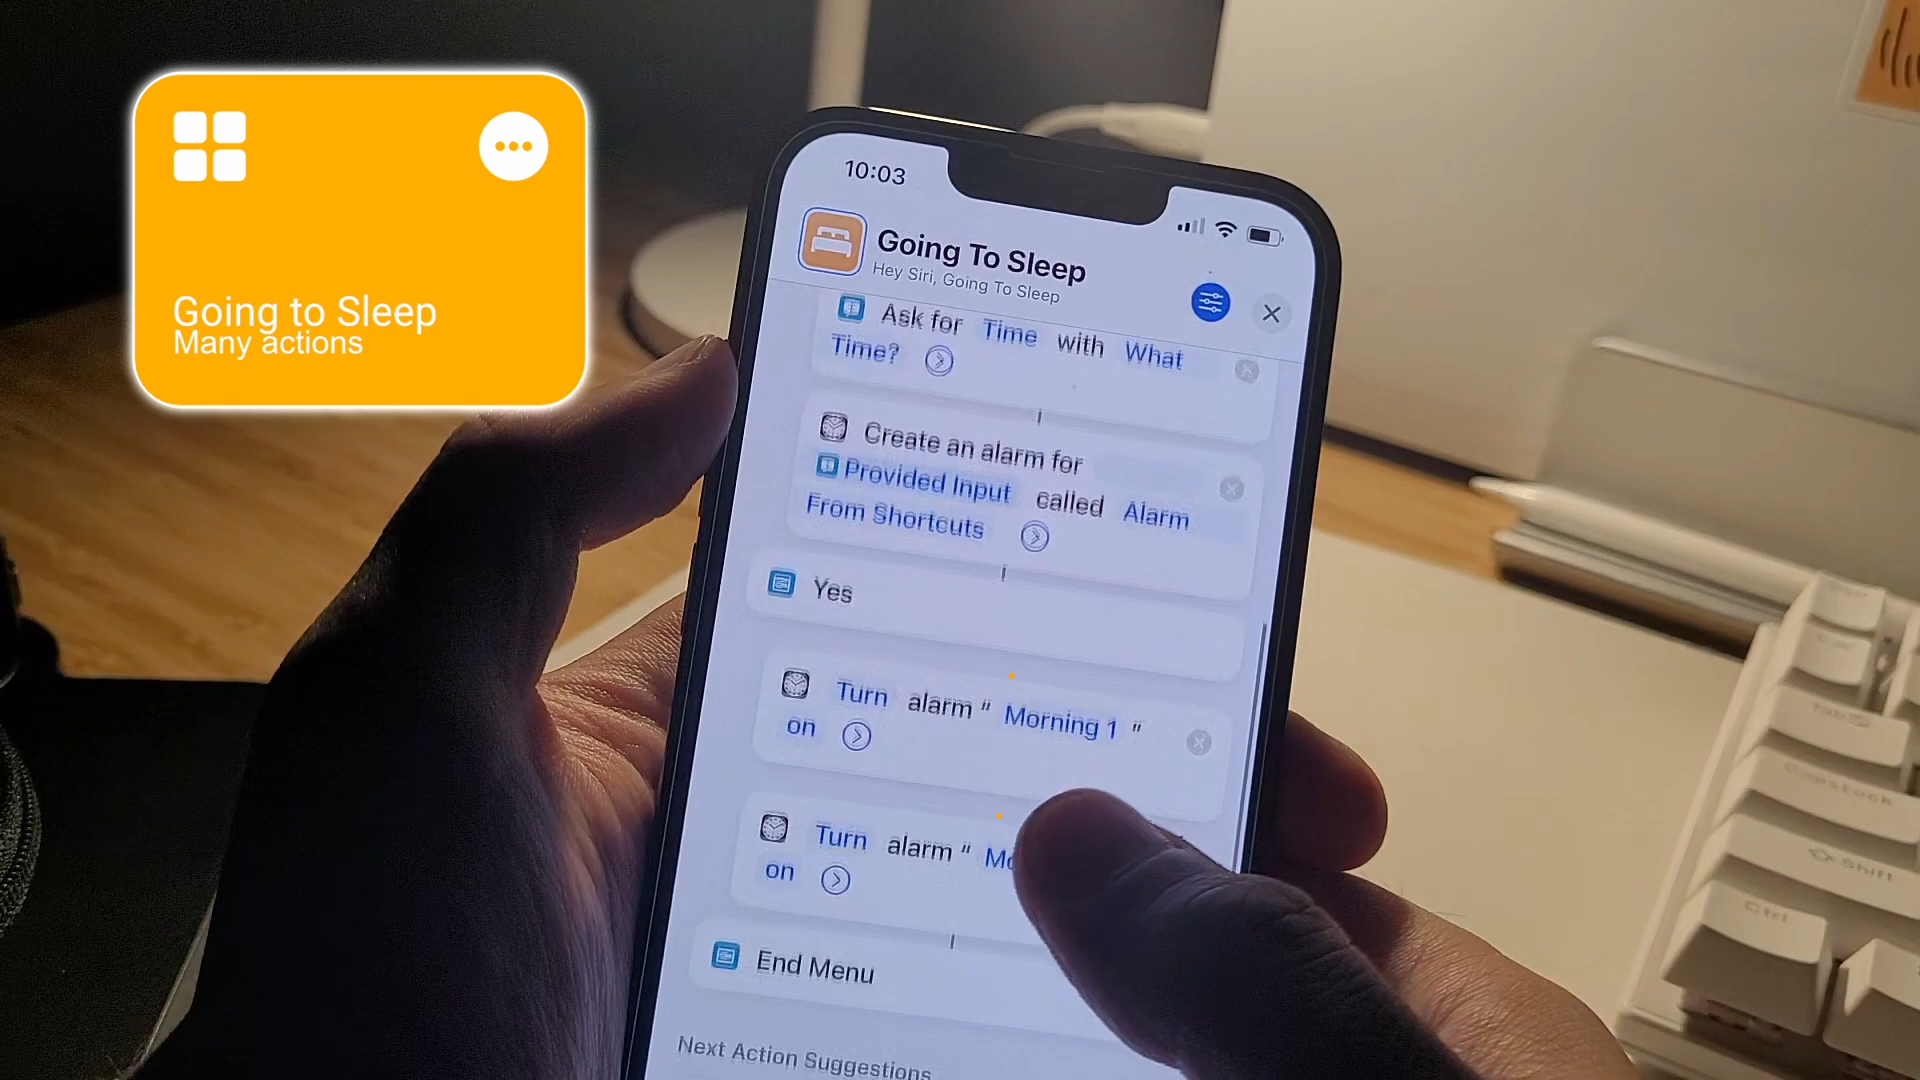 Going to Sleep
Many actions
10:03
Going To Sleep
Hey Siri, Going To Sleep
Ask for Time with What
Time?
Create an alarm for
Provided Input called Alarm
From Shortcuts
Yes
Turn alarm “ Morning 1 ”
on
Turn alarm “
on
End Menu
Next Action Suggestions
Shift
Ctrl